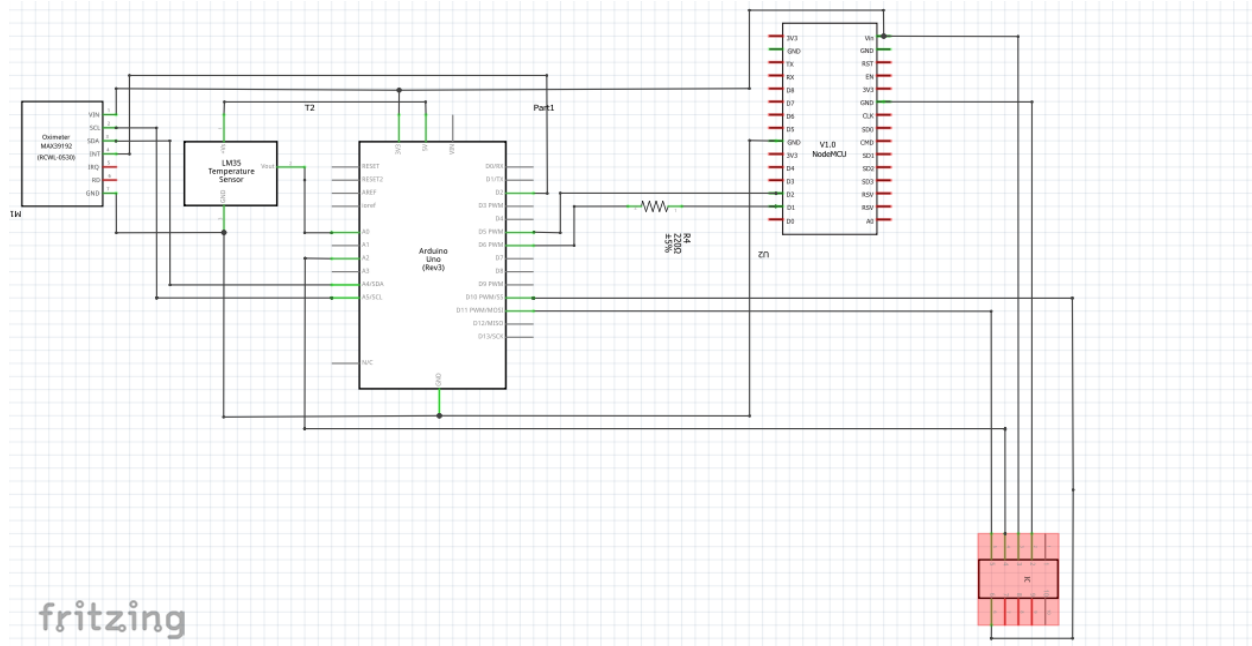 T2
Part1
Oximeter
MAX39192
(RCWL-0530)
VIN
SCL
SDA
INT
IRQ
RD
GND
M1
LM35
Temperature
Sensor
Vout
GND
3V3
5V
VIN
RESET
RESET2
AREF
ioref
A0
A1
A2
A3
A4/SDA
A5/SCL
N/C
Arduino
Uno
(Rev3)
D0/RX
D1/TX
D2
D3 PWM
D4
D5 PWM
D6 PWM
D7
D8
D9 PWM
D10 PWM/SS
D11 PWM/MOSI
D12/MISO
D13/SCK
GND
R4
220Ω
±5%
3V3
GND
TX
RX
D8
D7
D6
D5
GND
3V3
D4
D3
D2
D1
D0
V1.0
NodeMCU
Vin
GND
RST
EN
3V3
GND
CLK
SD0
CMD
SD1
SD2
SD3
RSV
RSV
A0
U2
IC
fritzing